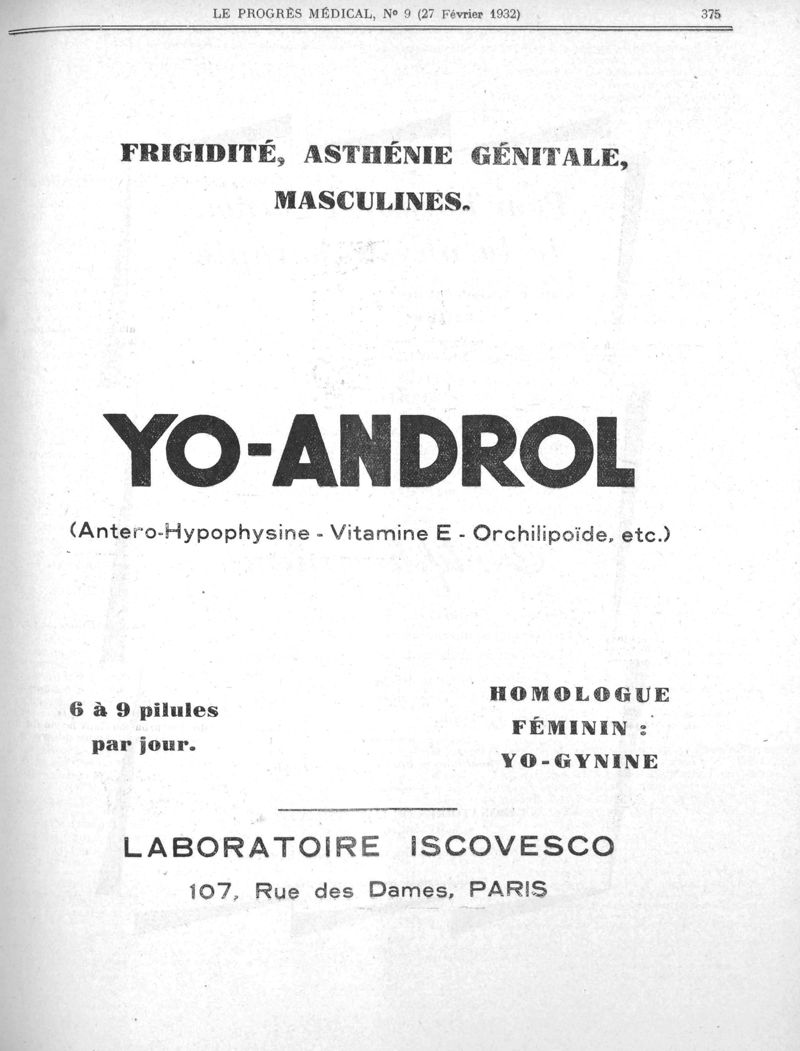 LE PROGRÈS MÉDICAL, N° 9 (27 Février 1932) 375
FRIGIDITÉ, ASTHÉNIE GÉNITALE,
MASCULINES.
YO-ANDROL
(Antero-Hypophysine - Vitamine E - Orchilipoïde, etc.)
6 à 9 pilules
par jour.
HOMOLOGUE
FÉMININ :
YO-GYNINE
LABORATOIRE ISCOVESCO
107, Rue des Dames, PARIS